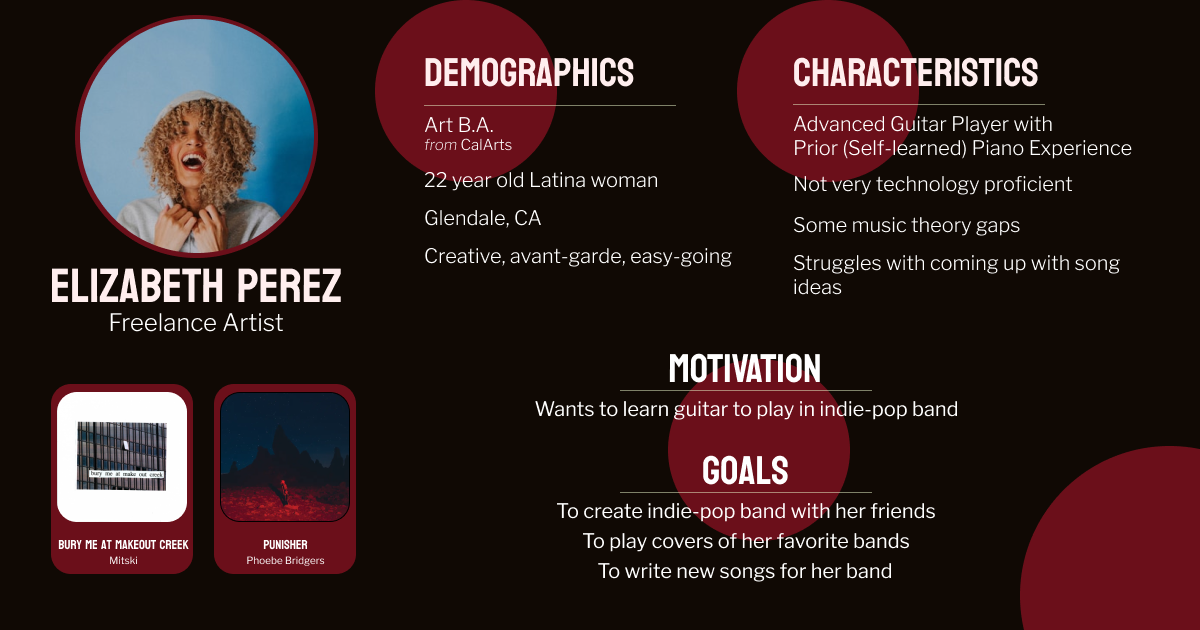 ELIZABETH PEREZ
Freelance Artist
bury me at make out creek
BURY ME AT MAKEOUT CREEK
Mitski
PUNISHER
Phoebe Bridgers
DEMOGRAPHICS
Art B.A.
from CalArts
22 year old Latina woman
Glendale, CA
Creative, avant-garde, easy-going
CHARACTERISTICS
Advanced Guitar Player with
Prior (Self-learned) Piano Experience
Not very technology proficient
Some music theory gaps
Struggles with coming up with song
ideas
MOTIVATION
Wants to learn guitar to play in indie-pop band
GOALS
To create indie-pop band with her friends
To play covers of her favorite bands
To write new songs for her band